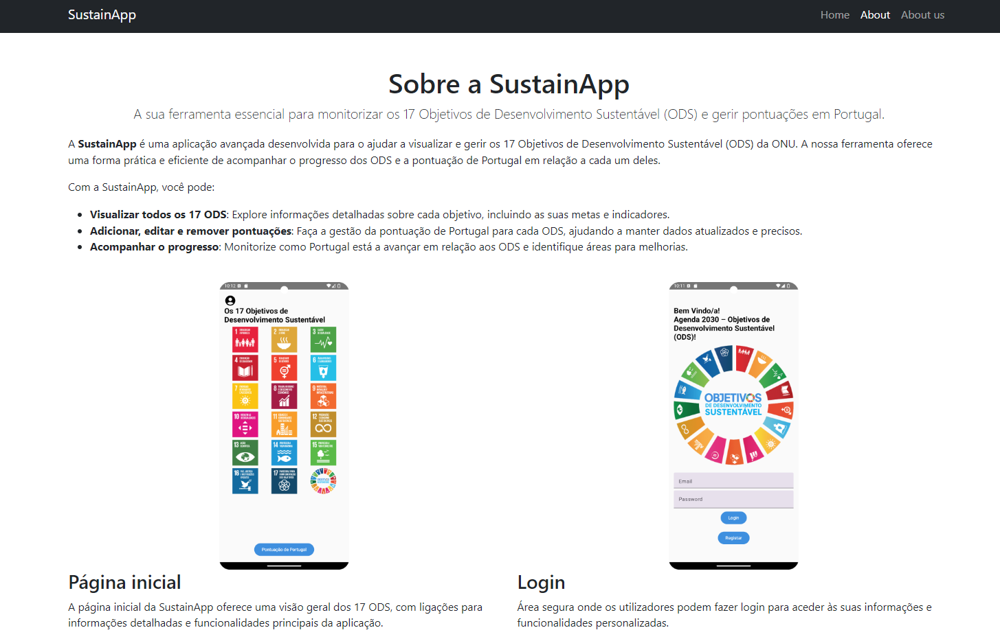 SustainApp
Home About About us
Sobre a SustainApp
A sua ferramenta essencial para monitorizar os 17 Objetivos de Desenvolvimento Sustentável (ODS) e gerir pontuações em Portugal.
A SustainApp é uma aplicação avançada desenvolvida para o ajudar a visualizar e gerir os 17 Objetivos de Desenvolvimento Sustentável (ODS) da ONU. A nossa ferramenta oferece
uma forma prática e eficiente de acompanhar o progresso dos ODS e a pontuação de Portugal em relação a cada um deles.
Com a SustainApp, você pode:
Visualizar todos os 17 ODS: Explore informações detalhadas sobre cada objetivo, incluindo as suas metas e indicadores.
Adicionar, editar e remover pontuações: Faça a gestão da pontuação de Portugal para cada ODS, ajudando a manter dados atualizados e precisos.
Acompanhar o progresso: Monitorize como Portugal está a avançar em relação aos ODS e identifique áreas para melhorias.
10:12
Os 17 Objetivos de
Desenvolvimento Sustentável
1 2 3
4 5 6
7 8 9
10 11 12
13 14 15
16 17
Pontuação de Portugal
Página inicial
A página inicial da SustainApp oferece uma visão geral dos 17 ODS, com ligações para
informações detalhadas e funcionalidades principais da aplicação.
10:11
Bem Vindo/a!
Agenda 2030 – Objetivos de
Desenvolvimento Sustentável
(ODS)!
OBJETIVOS
DE DESENVOLVIMENTO
SUSTENTÁVEL
Email
Password
Login
Registar
Login
Área segura onde os utilizadores podem fazer login para aceder às suas informações e
funcionalidades personalizadas.